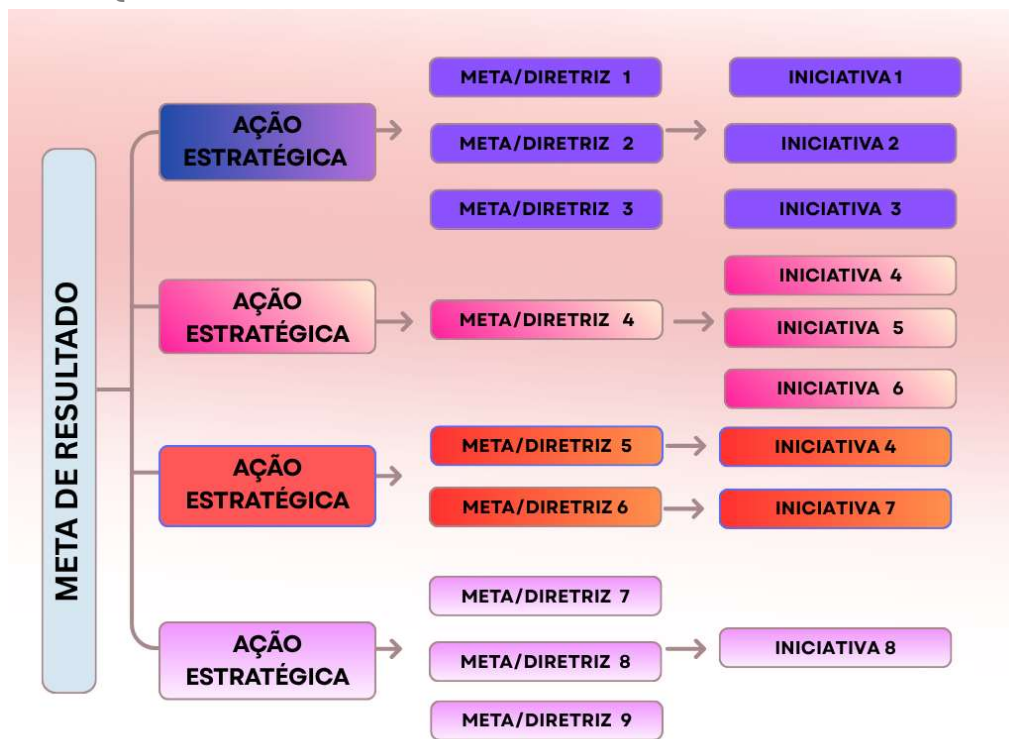 META DE RESULTADO
AÇÃO
ESTRATÉGICA
META/DIRETRIZ 1
META/DIRETRIZ 2
META/DIRETRIZ 3
INICIATIVA 1
INICIATIVA 2
INICIATIVA 3
AÇÃO
ESTRATÉGICA
META/DIRETRIZ 4
INICIATIVA 4
INICIATIVA 5
INICIATIVA 6
AÇÃO
ESTRATÉGICA
META/DIRETRIZ 5
INICIATIVA 4
META/DIRETRIZ 6
INICIATIVA 7
AÇÃO
ESTRATÉGICA
META/DIRETRIZ 7
META/DIRETRIZ 8
META/DIRETRIZ 9
INICIATIVA 8